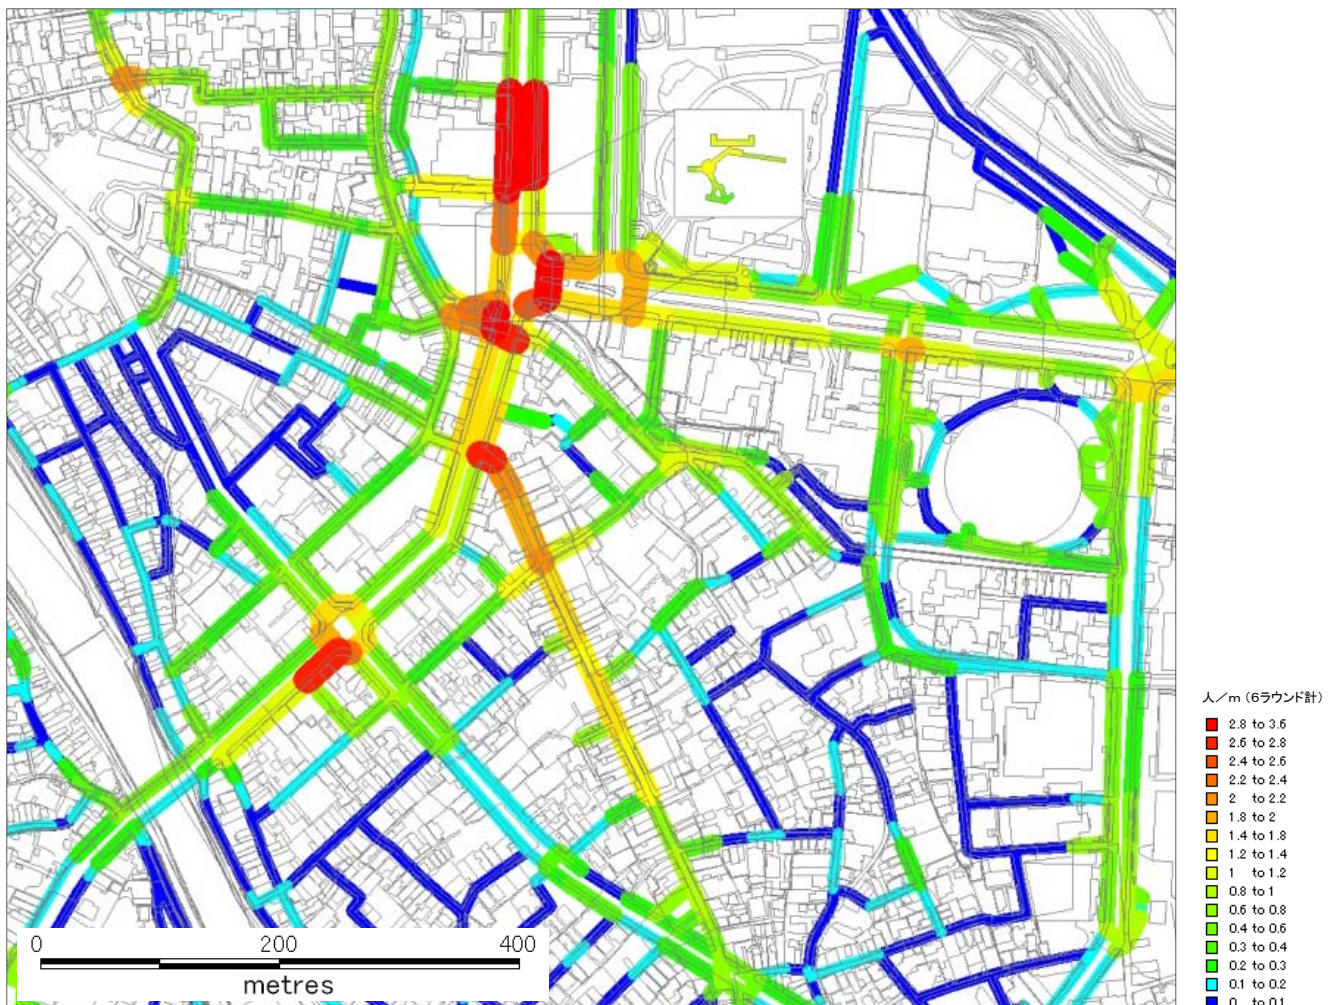 人/m (6ラウンド計)
2.8 to 3.6
2.6 to 2.8
2.4 to 2.6
2.2 to 2.4
2 to 2.2
1.8 to 2
1.4 to 1.8
1.2 to 1.4
1 to 1.2
0.8 to 1
0.6 to 0.8
0.4 to 0.6
0.3 to 0.4
0.2 to 0.3
0.1 to 0.2
0 to 0.1
0 200 400
metres